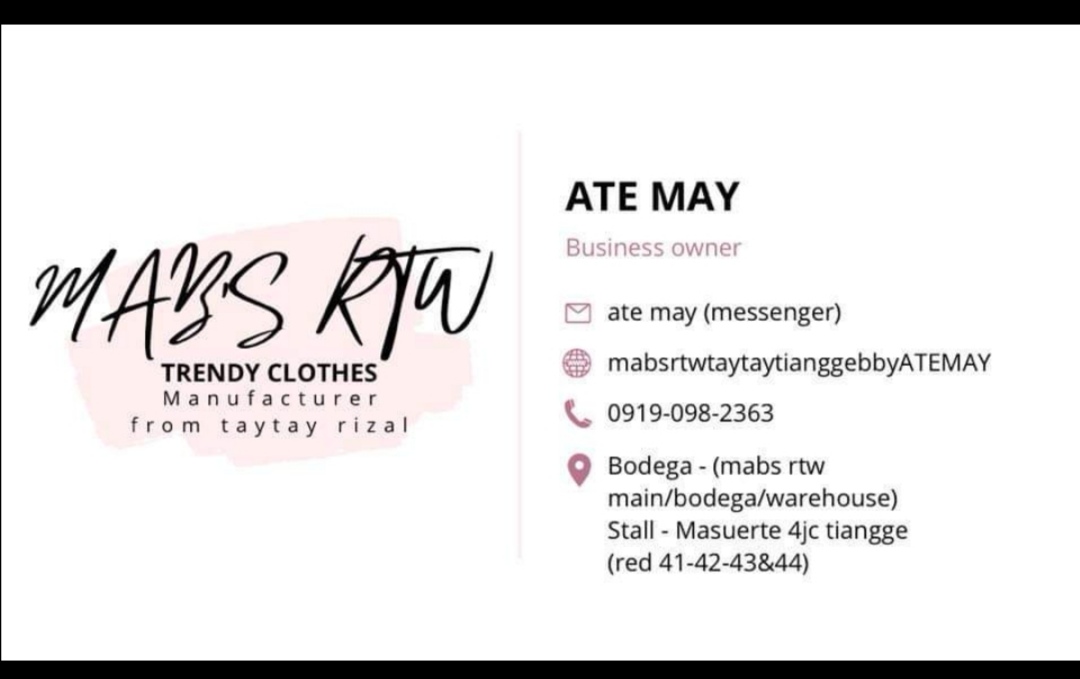 MABS RTW
TRENDY CLOTHES
Manufacturer
from taytay rizal
ATE MAY
Business owner
ate may (messenger)
mabsrtwtaytaytianggebbyATEMAY
0919-098-2363
Bodega - (mabs rtw
main/bodega/warehouse)
Stall - Masuerte 4jc tiangge
(red 41-42-43&44)